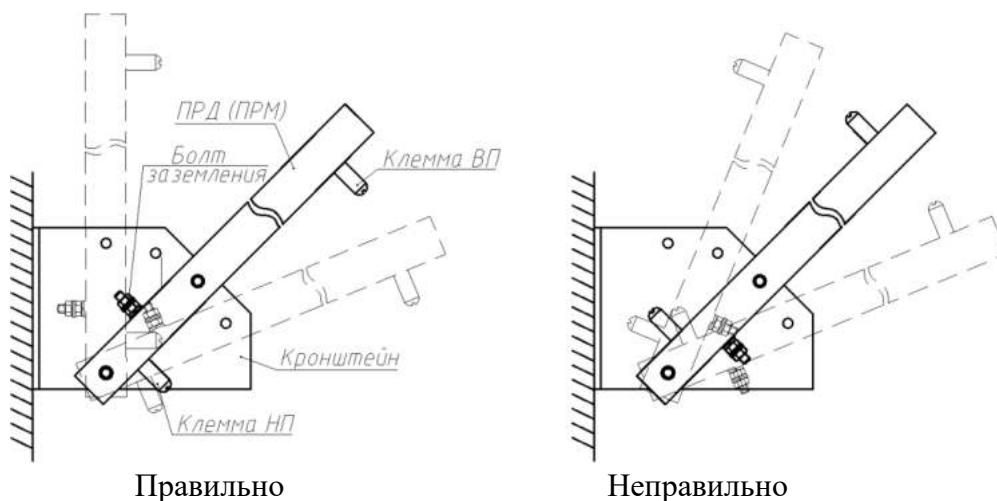 ПРД (ПРМ)
Болт
заземления
Клемма ВП
Кронштейн
Клемма НП
Правильно
Неправильно